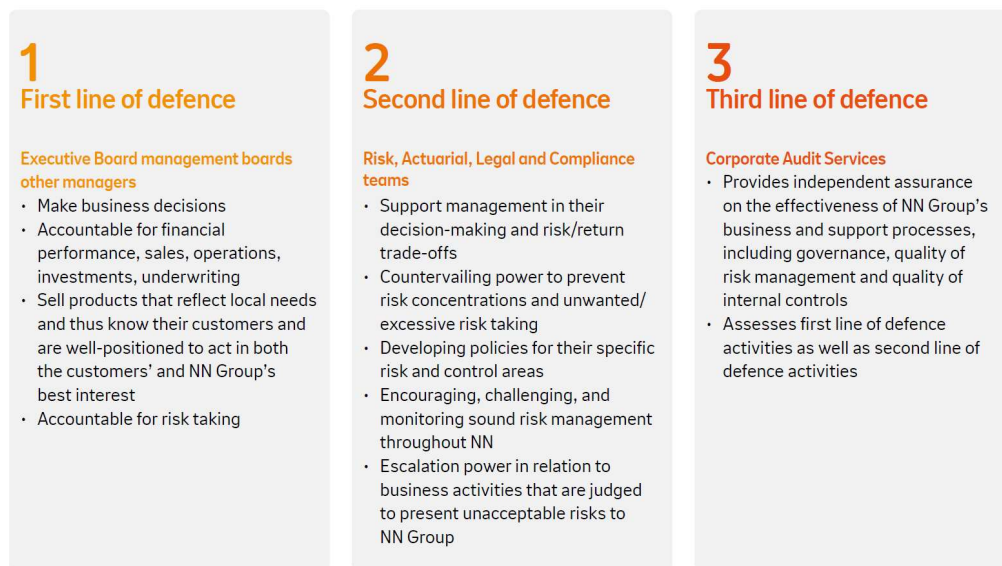 1
First line of defence
Executive Board management boards
other managers
• Make business decisions
• Accountable for financial
performance, sales, operations,
investments, underwriting
• Sell products that reflect local needs
and thus know their customers and
are well-positioned to act in both
the customers’ and NN Group’s
best interest
• Accountable for risk taking
2
Second line of defence
Risk, Actuarial, Legal and Compliance
teams
• Support management in their
decision-making and risk/return
trade-offs
• Countervailing power to prevent
risk concentrations and unwanted/
excessive risk taking
• Developing policies for their specific
risk and control areas
• Encouraging, challenging, and
monitoring sound risk management
throughout NN
• Escalation power in relation to
business activities that are judged
to present unacceptable risks to
NN Group
3
Third line of defence
Corporate Audit Services
• Provides independent assurance
on the effectiveness of NN Group’s
business and support processes,
including governance, quality of
risk management and quality of
internal controls
• Assesses first line of defence
activities as well as second line of
defence activities